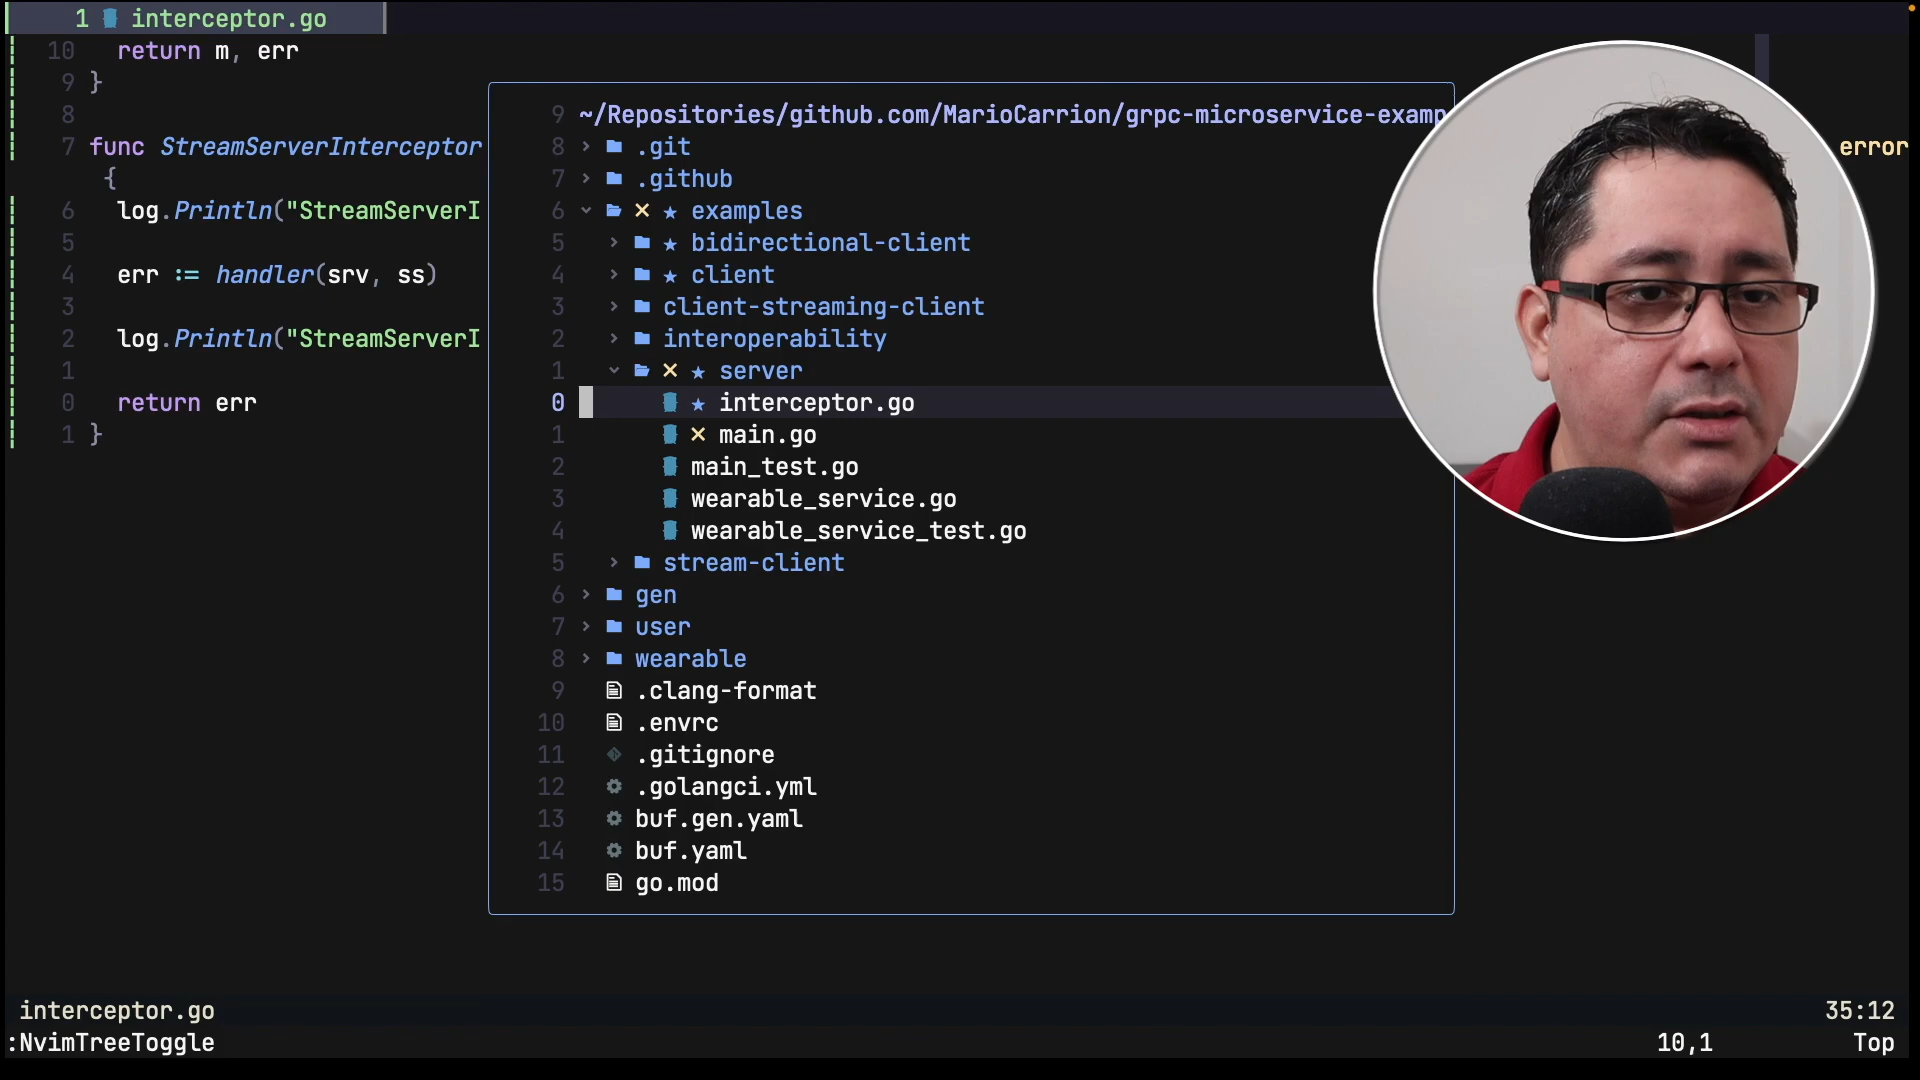 1 interceptor.go
10 return m, err
9 }
8
7 func StreamServerInterceptor
{
6 log.Println("StreamServerI
5
4 err := handler(srv, ss)
3
2 log.Println("StreamServerI
1
0 return err
1 }
error
9 ~/Repositories/github.com/MarioCarrion/grpc-microservice-examp
8 .git
7 .github
6 examples
5 bidirectional-client
4 client
3 client-streaming-client
2 interoperability
1 server
0 interceptor.go
1 main.go
2 main_test.go
3 wearable_service.go
4 wearable_service_test.go
5 stream-client
6 gen
7 user
8 wearable
9 .clang-format
10 .envrc
11 .gitignore
12 .golangci.yml
13 buf.gen.yaml
14 buf.yaml
15 go.mod
interceptor.go 35:12
:NvimTreeToggle 10,1 Top